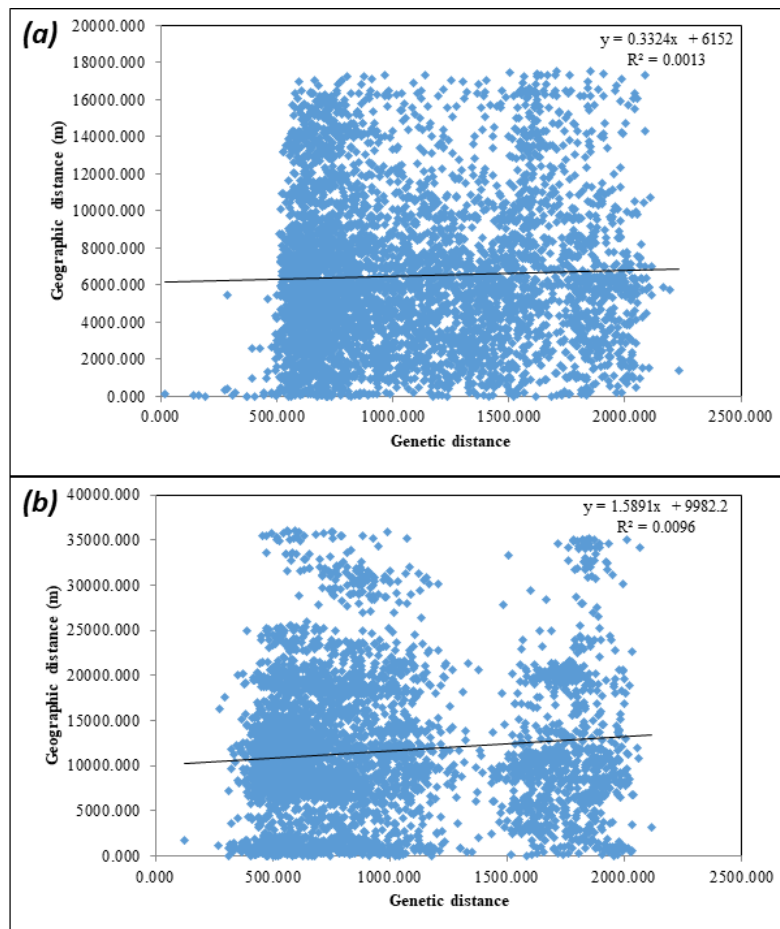 (a)
y = 0.3324x + 6152
R² = 0.0013
20000.000
18000.000
16000.000
14000.000
12000.000
10000.000
8000.000
6000.000
4000.000
2000.000
0.000
Geographic distance (m)
0.000 500.000 1000.000 1500.000 2000.000 2500.000
Genetic distance
(b)
y = 1.5891x + 9982.2
R² = 0.0096
40000.000
35000.000
30000.000
25000.000
20000.000
15000.000
10000.000
5000.000
0.000
Geographic distance (m)
0.000 500.000 1000.000 1500.000 2000.000 2500.000
Genetic distance